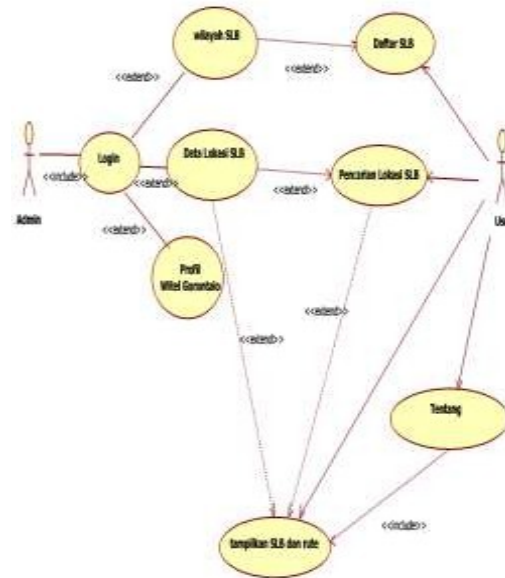 wilayah SLB
Daftar SLB
<<extend>>
<<extend>>
Login
Data Lokasi SLB
Pencarian Lokasi SLB
<<include>>
<<extend>>
<<extend>>
Admin
Us
<<extend>>
Profil
Witel Gorontalo
<<extend>>
<<extend>>
Tentang
<<include>>
tampilkan SLB dan rute